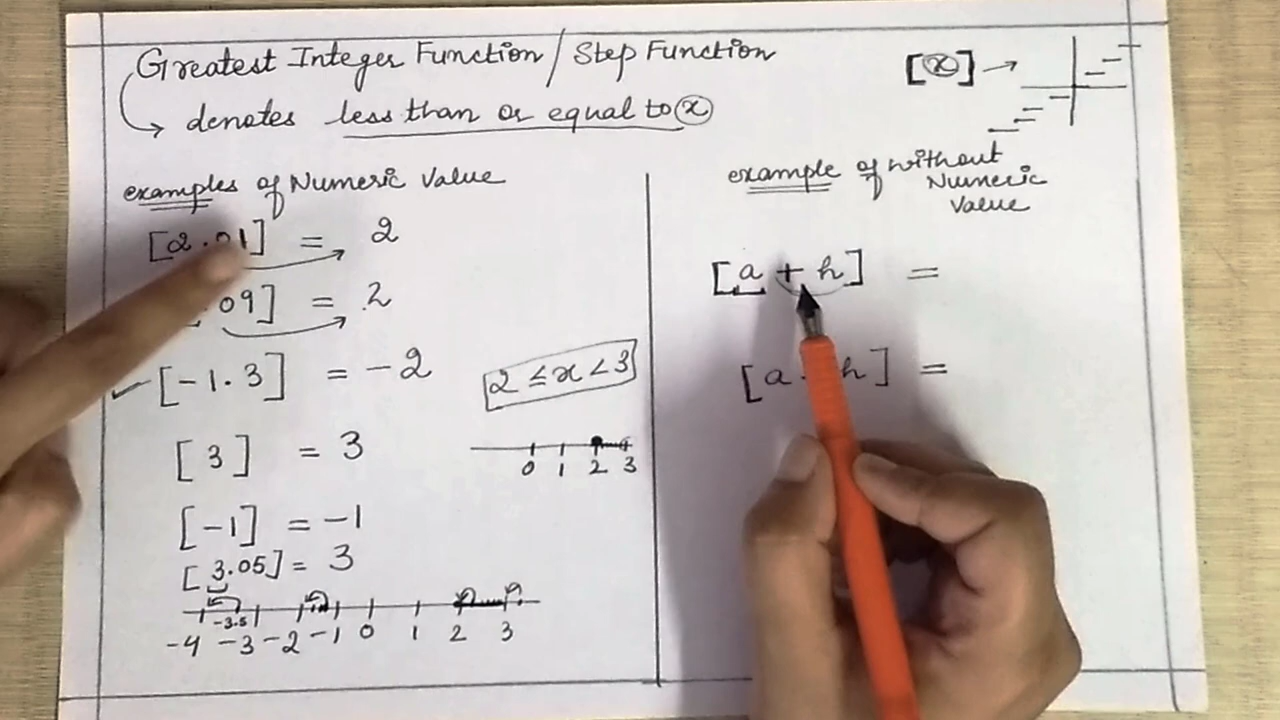 Greatest Integer Function / Step Function
denotes less than or equal to x
[x]
examples of Numeric Value
[2.01] = 2
09] = 2
[-1.3] = -2
2 ≤ x < 3
[3] = 3
0 1 2 3
[-1] = -1
[3.05] = 3
-3.5
-4 -3 -2 -1 0 1 2 3
example of without
Numeric
Value
[a + h] =
[a h] =